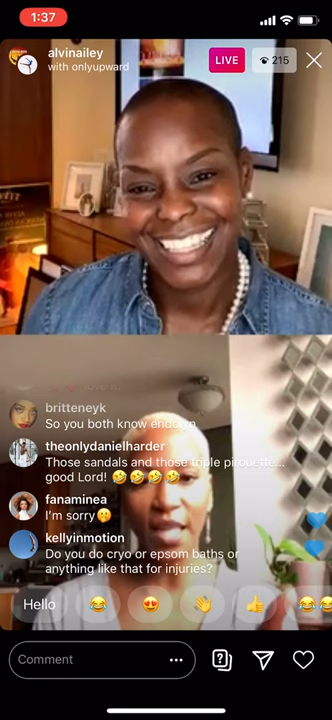 1:37
alvinailey
with onlyupward
LIVE
215
britteneyk
So you both know
theonlydanielharder
Those sandals and those triple pirouette...
good Lord! 🤣🤣🤣🤣
fanaminea
I'm sorry🤭
kellyinmotion
Do you do cryo or epsom baths or
anything like that for injuries?
Hello 😂 😍 👋 👍 😂😂
Comment